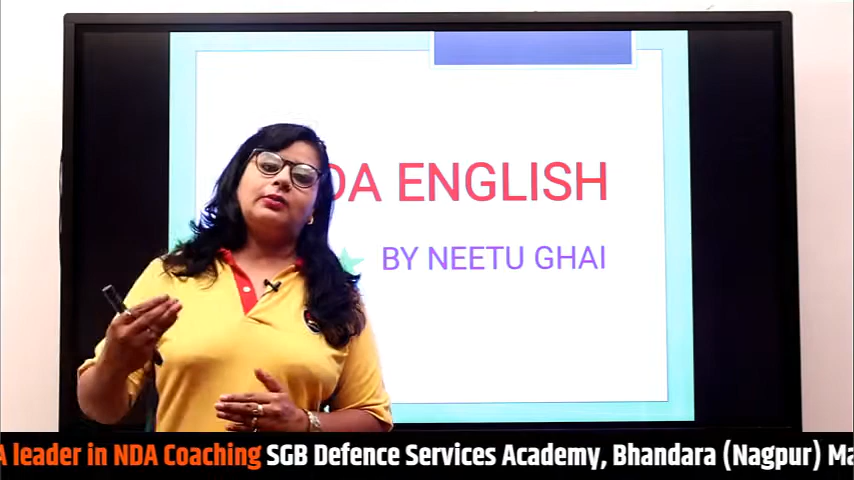 DA ENGLISH
BY NEETU GHAI
A leader in NDA Coaching SGB Defence Services Academy, Bhandara (Nagpur) Ma